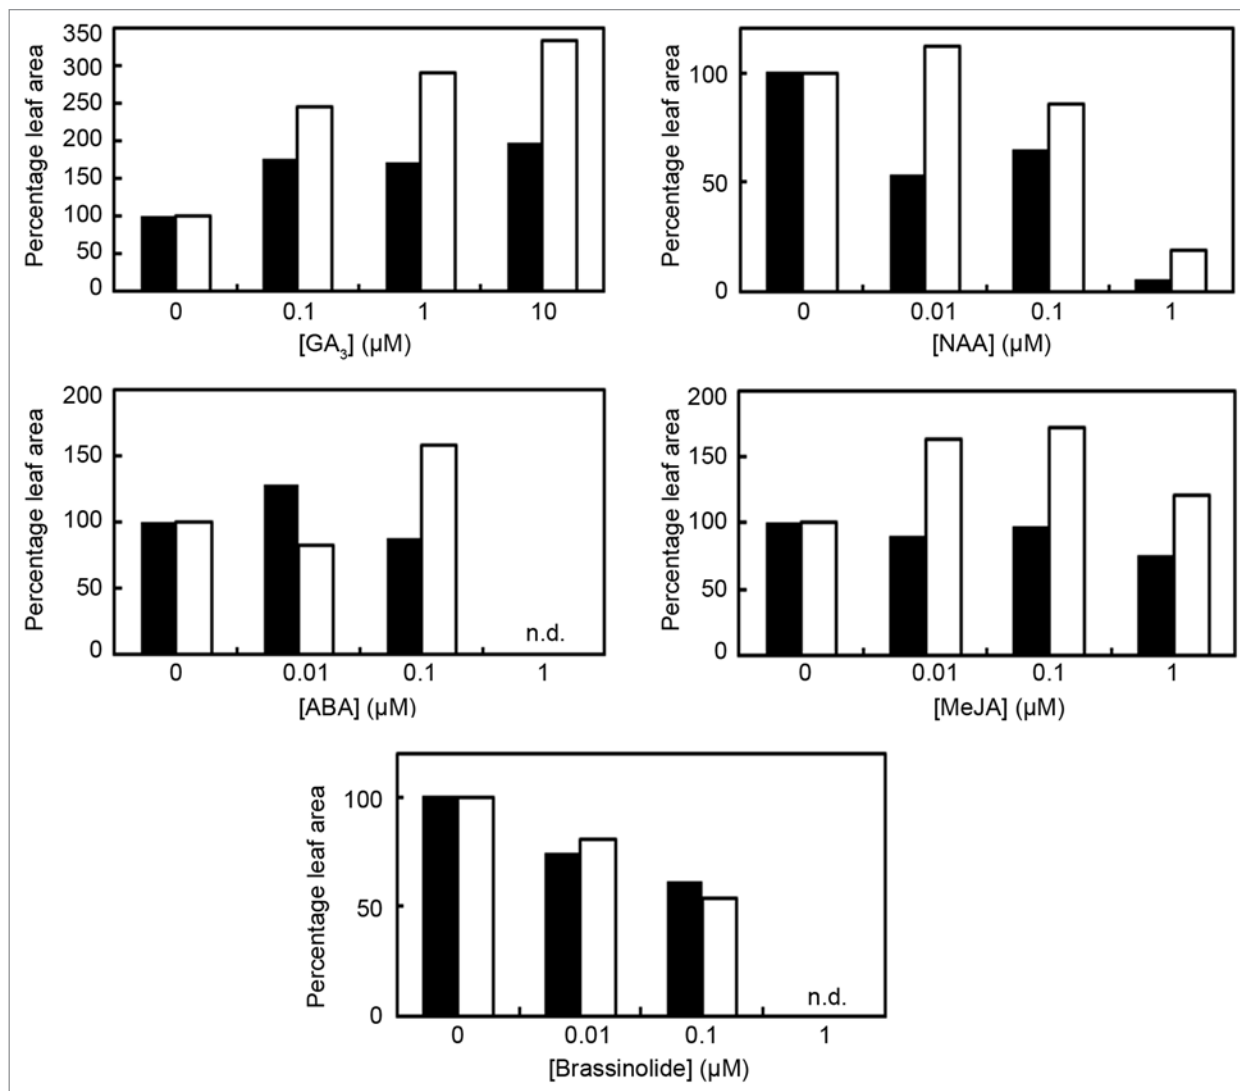 Percentage leaf area
350
300
250
200
150
100
50
0
0 0.1 1 10
[GA₃] (µM)
Percentage leaf area
100
50
0
0 0.01 0.1 1
[NAA] (µM)
Percentage leaf area
200
150
100
50
0
n.d.
0 0.01 0.1 1
[ABA] (µM)
Percentage leaf area
200
150
100
50
0
0 0.01 0.1 1
[MeJA] (µM)
Percentage leaf area
100
50
0
n.d.
0 0.01 0.1 1
[Brassinolide] (µM)